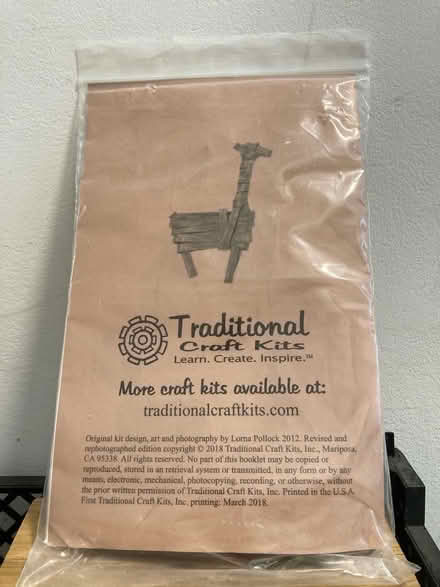 Traditional
Craft Kits
Learn. Create. Inspire.™
More craft kits available at:
traditionalcraftkits.com
Original kit design, art and photography by Lorna Pollock 2012. Revised and
rephotographed edition copyright © 2018 Traditional Craft Kits, Inc., Mariposa,
CA 95338. All rights reserved. No part of this booklet may be copied or
reproduced, stored in an retrieval system or transmitted, in any form or by any
means, electronic, mechanical, photocopying, recording, or otherwise, without
the prior written permission of Traditional Craft Kits, Inc. Printed in the U.S.A.
First Traditional Craft Kits, Inc. printing: March 2018.